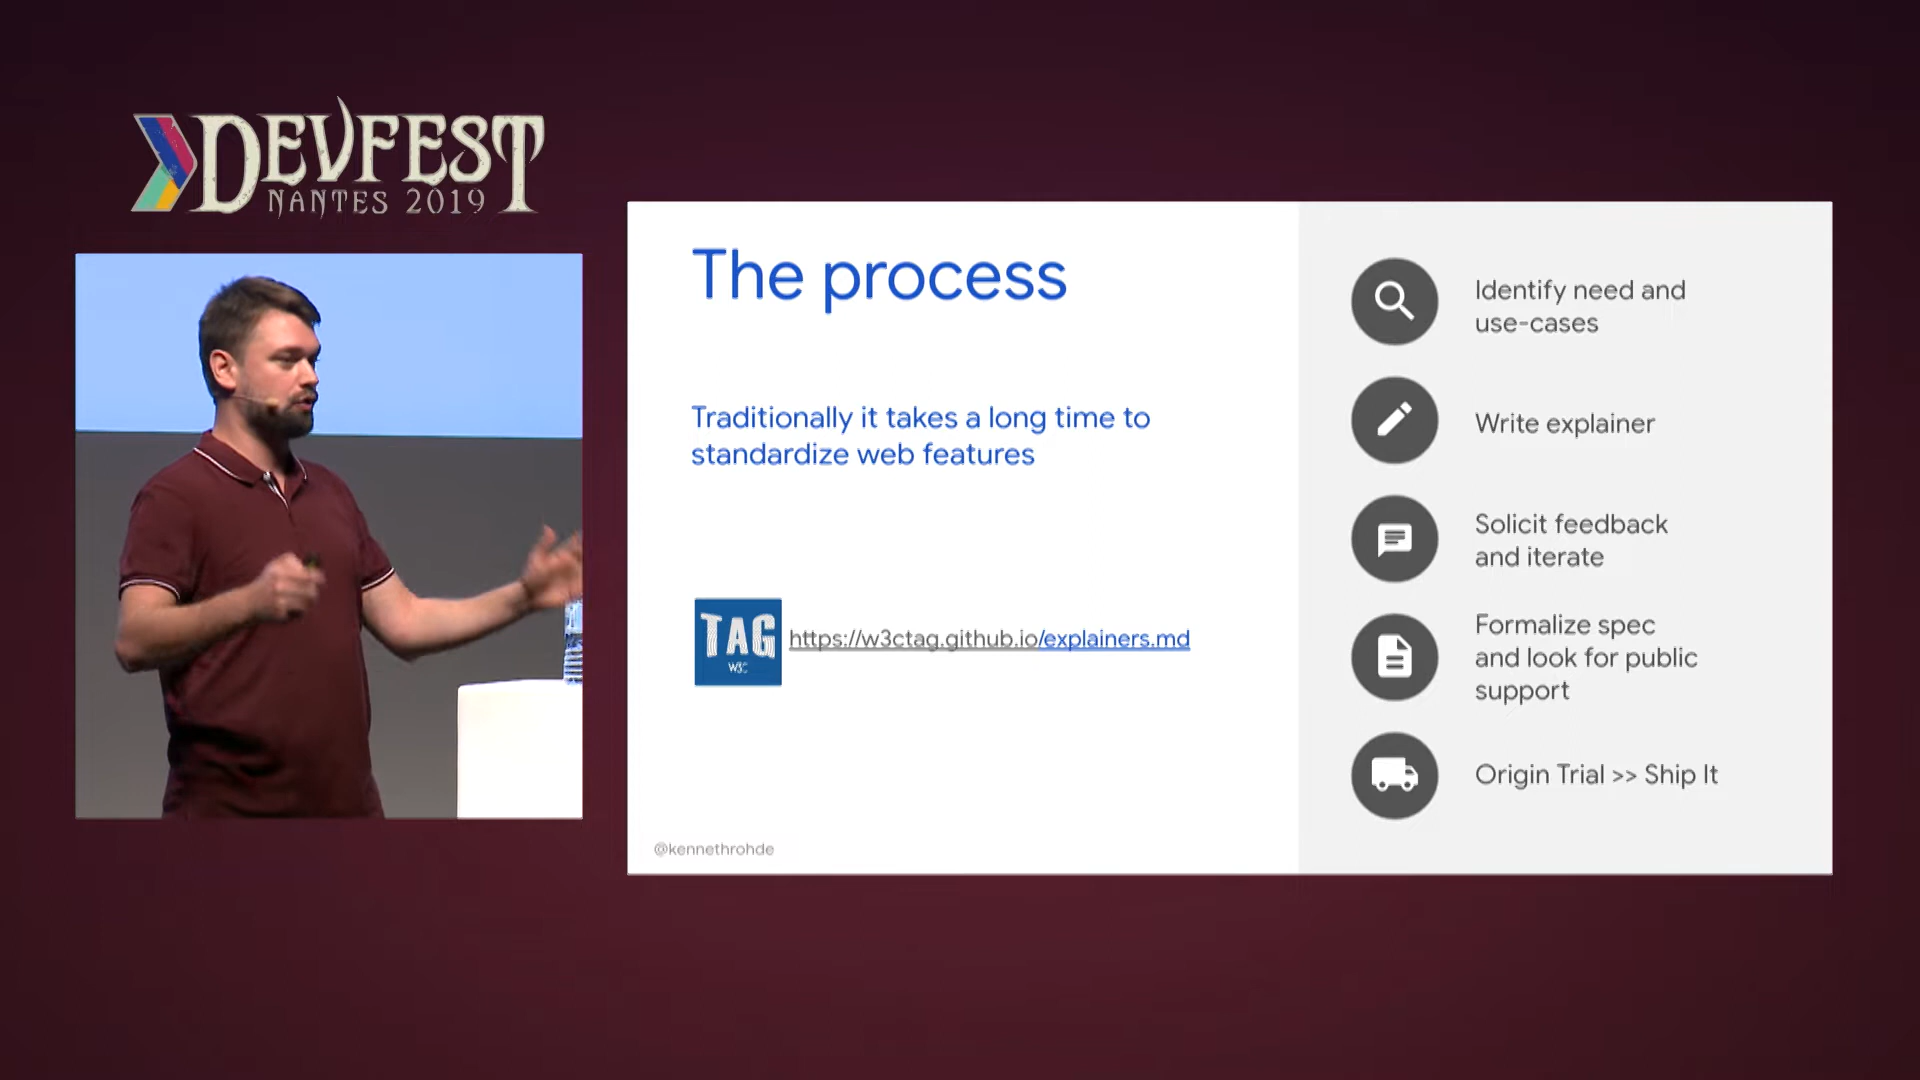 DEVFEST
NANTES 2019
The process
Traditionally it takes a long time to
standardize web features
TAG
W3C
https://w3ctag.github.io/explainers.md
@kennethrohde
Identify need and
use-cases
Write explainer
Solicit feedback
and iterate
Formalize spec
and look for public
support
Origin Trial >> Ship It